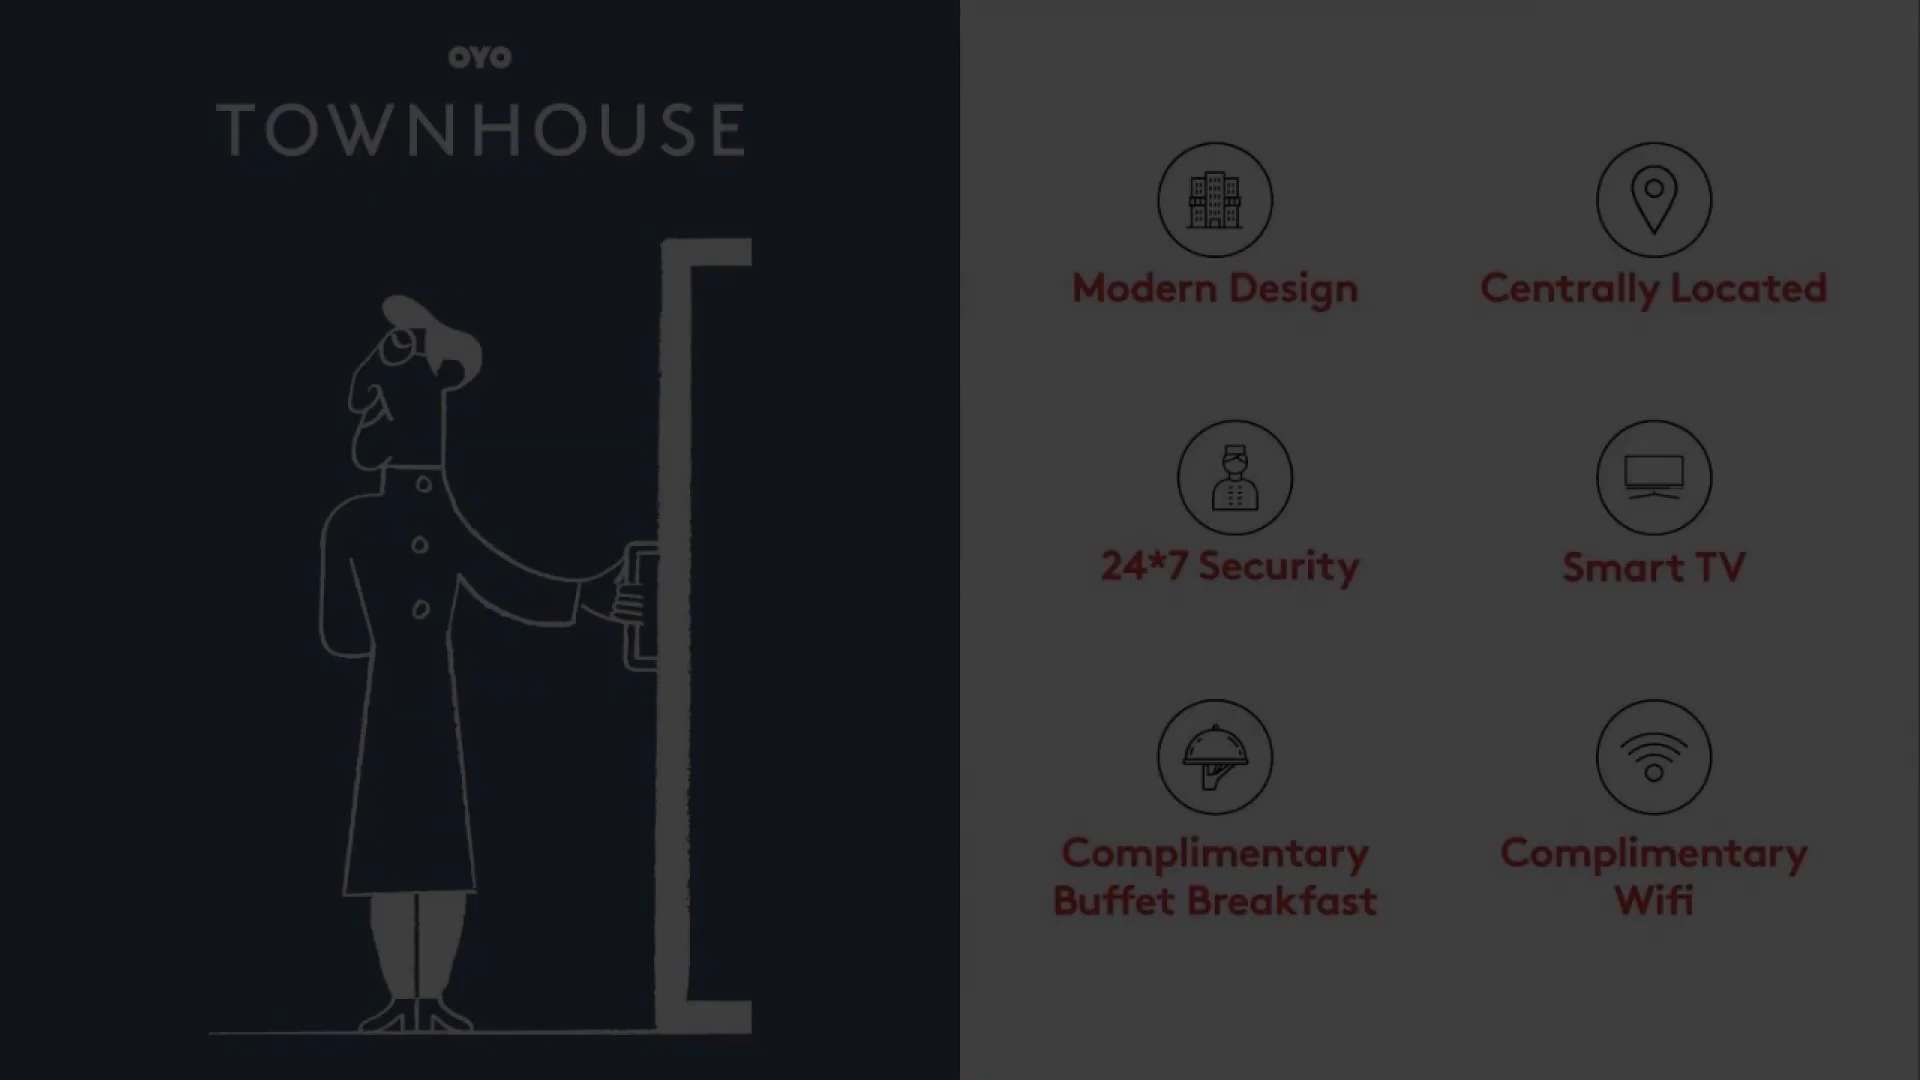 OYO
TOWNHOUSE
Modern Design
Centrally Located
24*7 Security
Smart TV
Complimentary
Buffet Breakfast
Complimentary
Wifi